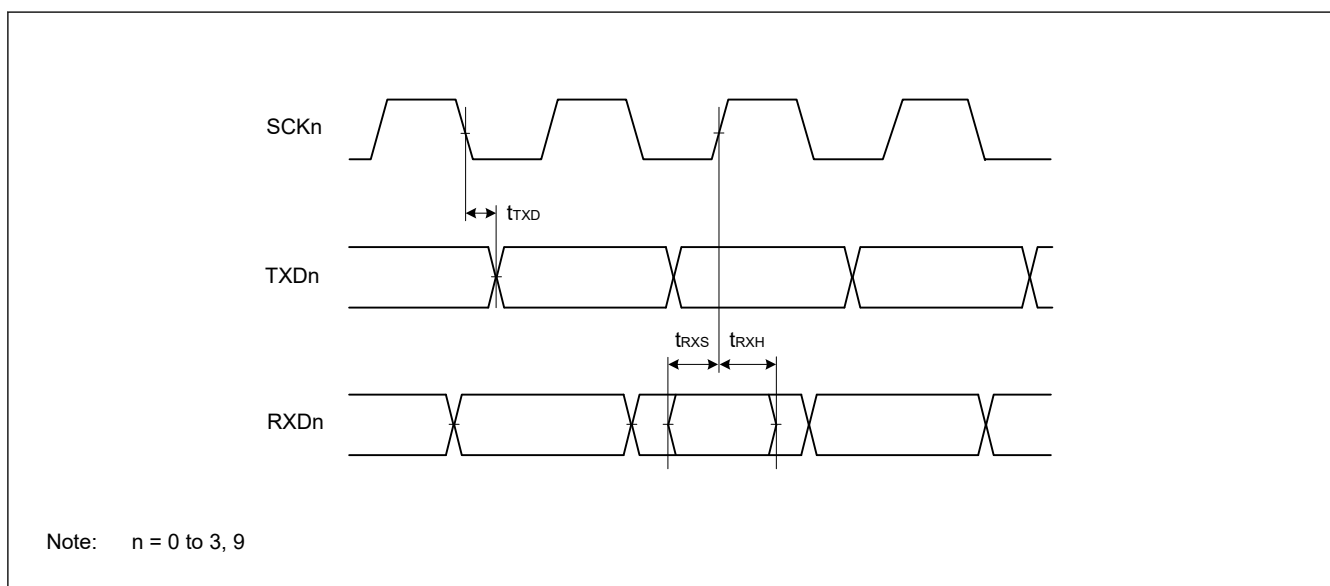 SCKn
tTXD
TXDn
tRXS tRXH
RXDn
Note: n = 0 to 3, 9